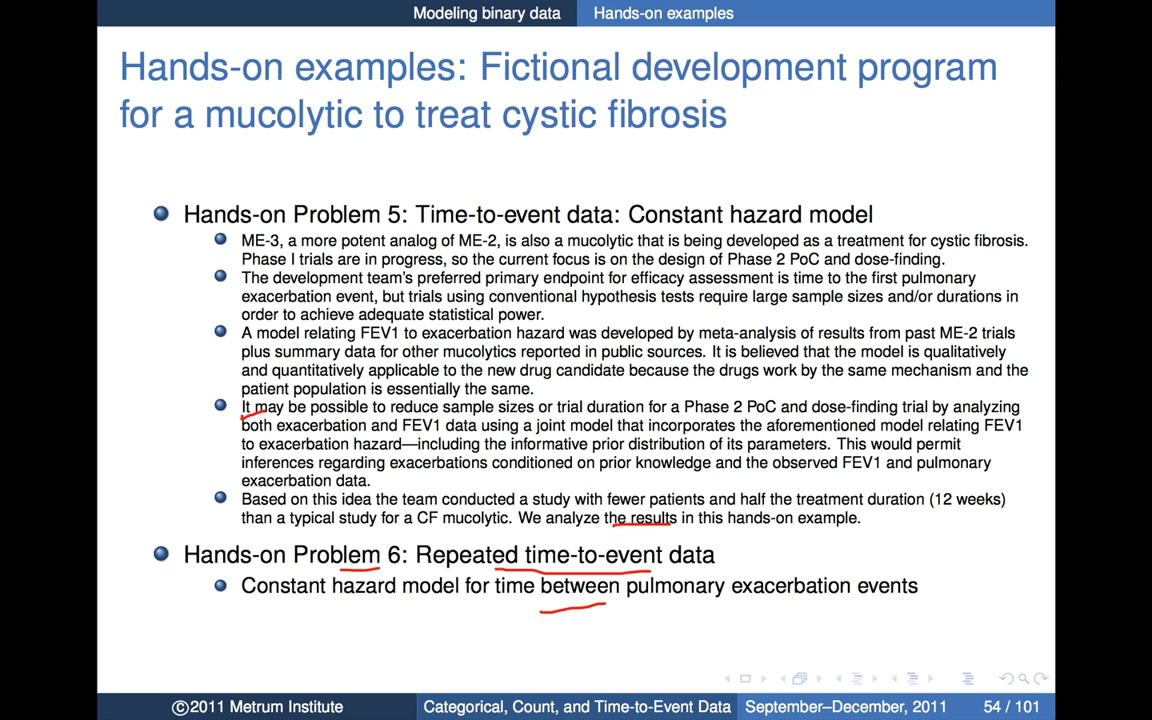 Modeling binary data Hands-on examples
Hands-on examples: Fictional development program
for a mucolytic to treat cystic fibrosis
Hands-on Problem 5: Time-to-event data: Constant hazard model
ME-3, a more potent analog of ME-2, is also a mucolytic that is being developed as a treatment for cystic fibrosis.
Phase I trials are in progress, so the current focus is on the design of Phase 2 PoC and dose-finding.
The development team's preferred primary endpoint for efficacy assessment is time to the first pulmonary
exacerbation event, but trials using conventional hypothesis tests require large sample sizes and/or durations in
order to achieve adequate statistical power.
A model relating FEV1 to exacerbation hazard was developed by meta-analysis of results from past ME-2 trials
plus summary data for other mucolytics reported in public sources. It is believed that the model is qualitatively
and quantitatively applicable to the new drug candidate because the drugs work by the same mechanism and the
patient population is essentially the same.
It may be possible to reduce sample sizes or trial duration for a Phase 2 PoC and dose-finding trial by analyzing
both exacerbation and FEV1 data using a joint model that incorporates the aforementioned model relating FEV1
to exacerbation hazard—including the informative prior distribution of its parameters. This would permit
inferences regarding exacerbations conditioned on prior knowledge and the observed FEV1 and pulmonary
exacerbation data.
Based on this idea the team conducted a study with fewer patients and half the treatment duration (12 weeks)
than a typical study for a CF mucolytic. We analyze the results in this hands-on example.
Hands-on Problem 6: Repeated time-to-event data
Constant hazard model for time between pulmonary exacerbation events
©2011 Metrum Institute Categorical, Count, and Time-to-Event Data September–December, 2011 54 / 101